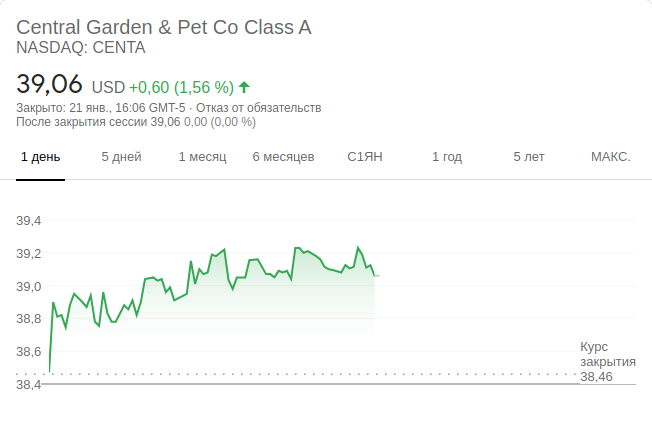 Central Garden & Pet Co Class A
NASDAQ: CENTA
39,06 USD +0,60 (1,56 %)
Закрыто: 21 янв., 16:06 GMT-5 · Отказ от обязательств
После закрытия сессии 39,06 0,00 (0,00 %)
1 день 5 дней 1 месяц 6 месяцев С1ЯН 1 год 5 лет МАКС.
39,4
39,2
39,0
38,8
38,6
38,4
Курс
закрытия
38,46